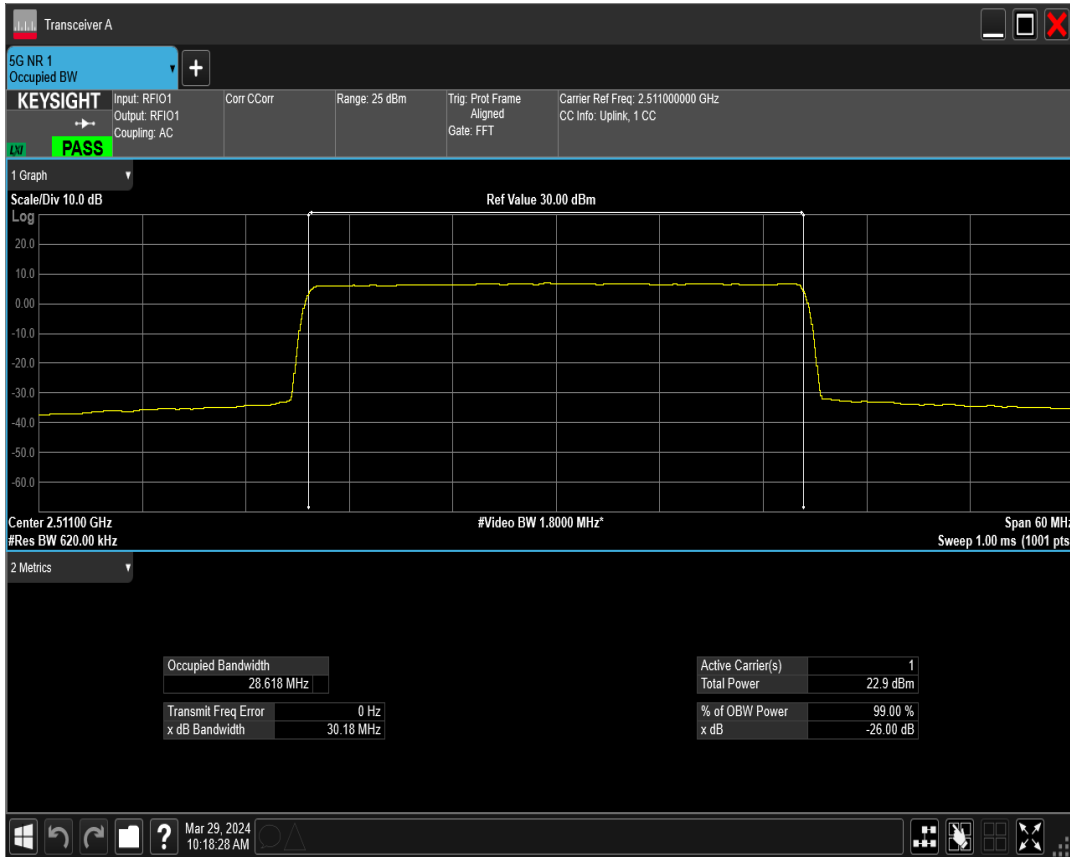 Transceiver A
5G NR 1
Occupied BW
KEYSIGHT
LXI
PASS
Input: RFIO1
Output: RFIO1
Coupling: AC
Corr CCorr
Range: 25 dBm
Trig: Prot Frame
Aligned
Gate: FFT
Carrier Ref Freq: 2.511000000 GHz
CC Info: Uplink, 1 CC
1 Graph
Scale/Div 10.0 dB
Ref Value 30.00 dBm
Log
20.0
10.0
0.00
-10.0
-20.0
-30.0
-40.0
-50.0
-60.0
Center 2.51100 GHz
#Video BW 1.8000 MHz*
Span 60 MHz
#Res BW 620.00 kHz
Sweep 1.00 ms (1001 pts
2 Metrics
Occupied Bandwidth
28.618 MHz
Transmit Freq Error 0 Hz
x dB Bandwidth 30.18 MHz
Active Carrier(s) 1
Total Power 22.9 dBm
% of OBW Power 99.00 %
x dB -26.00 dB
?
Mar 29, 2024
10:18:28 AM